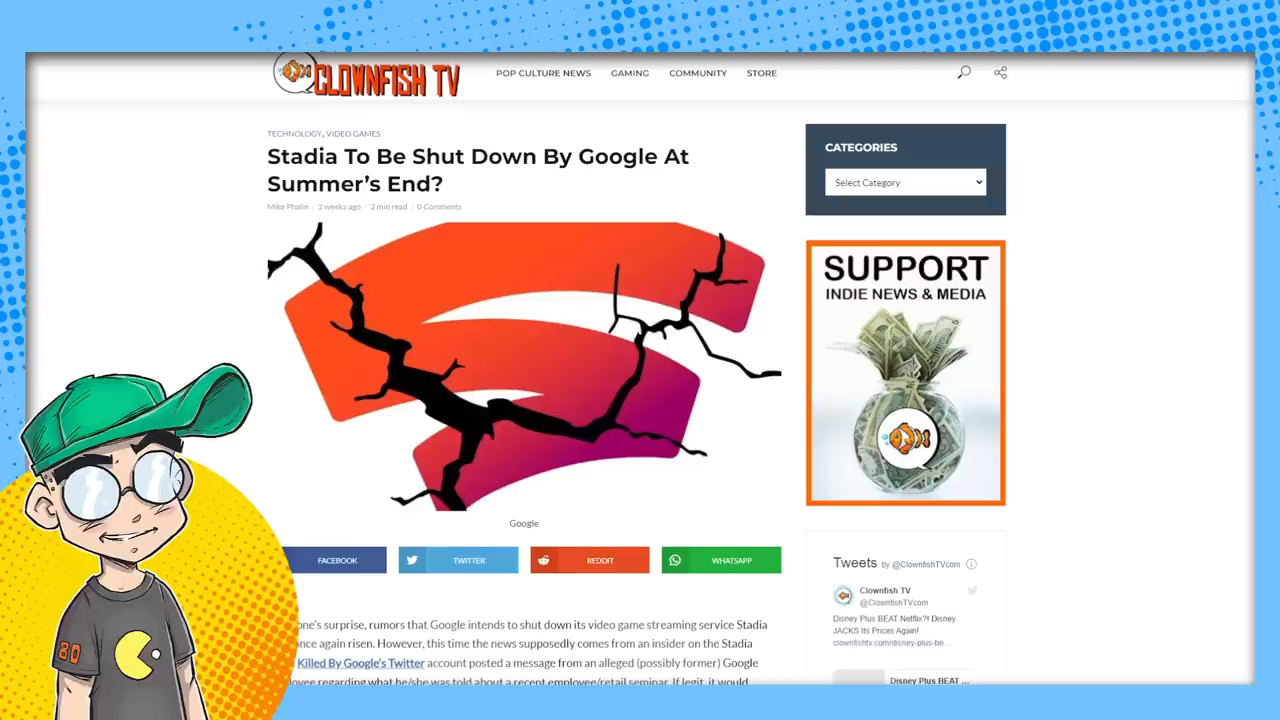 CLOWNFISH TV
POP CULTURE NEWS
GAMING
COMMUNITY
STORE
TECHNOLOGY, VIDEO GAMES
Stadia To Be Shut Down By Google At
Summer's End?
Mike Phalin / 2 weeks ago / 2 min read / 0 Comments
Google
FACEBOOK
TWITTER
REDDIT
WHATSAPP
one's surprise, rumors that Google intends to shut down its video game streaming service Stadia
once again risen. However, this time the news supposedly comes from an insider on the Stadia
Killed By Google's Twitter account posted a message from an alleged (possibly former) Google
regarding what he/she was told about a recent employee/retail seminar. If legit, it would
CATEGORIES
Select Category
SUPPORT
INDIE NEWS & MEDIA
Tweets by @ClownfishTVcom
Clownfish TV
@ClownfishTVcom
Disney Plus BEAT Netflix?! Disney
JACKS Its Prices Again!
clownfishtv.com/disney-plus-be...
Disney Plus BEAT ...
80